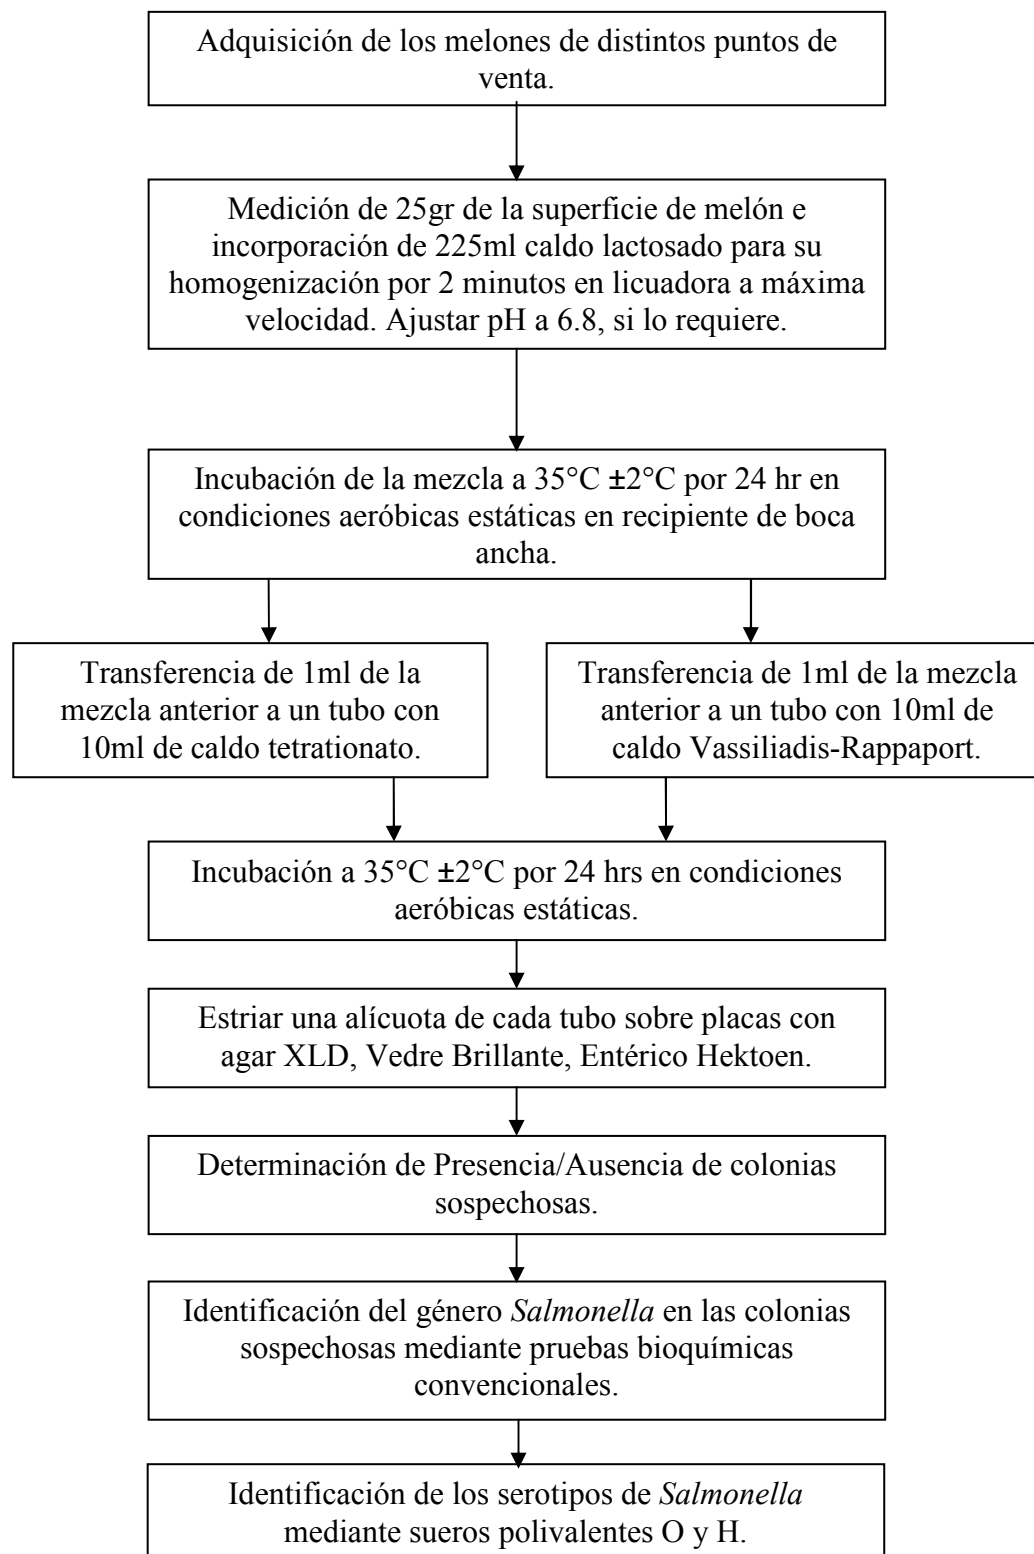 Adquisición de los melones de distintos puntos de
venta.
Medición de 25gr de la superficie de melón e
incorporación de 225ml caldo lactosado para su
homogenización por 2 minutos en licuadora a máxima
velocidad. Ajustar pH a 6.8, si lo requiere.
Incubación de la mezcla a 35°C ±2°C por 24 hr en
condiciones aeróbicas estáticas en recipiente de boca
ancha.
Transferencia de 1ml de la
mezcla anterior a un tubo con
10ml de caldo tetrationato.
Transferencia de 1ml de la mezcla
anterior a un tubo con 10ml de
caldo Vassiliadis-Rappaport.
Incubación a 35°C ±2°C por 24 hrs en condiciones
aeróbicas estáticas.
Estriar una alícuota de cada tubo sobre placas con
agar XLD, Vedre Brillante, Entérico Hektoen.
Determinación de Presencia/Ausencia de colonias
sospechosas.
Identificación del género Salmonella en las colonias
sospechosas mediante pruebas bioquímicas
convencionales.
Identificación de los serotipos de Salmonella
mediante sueros polivalentes O y H.